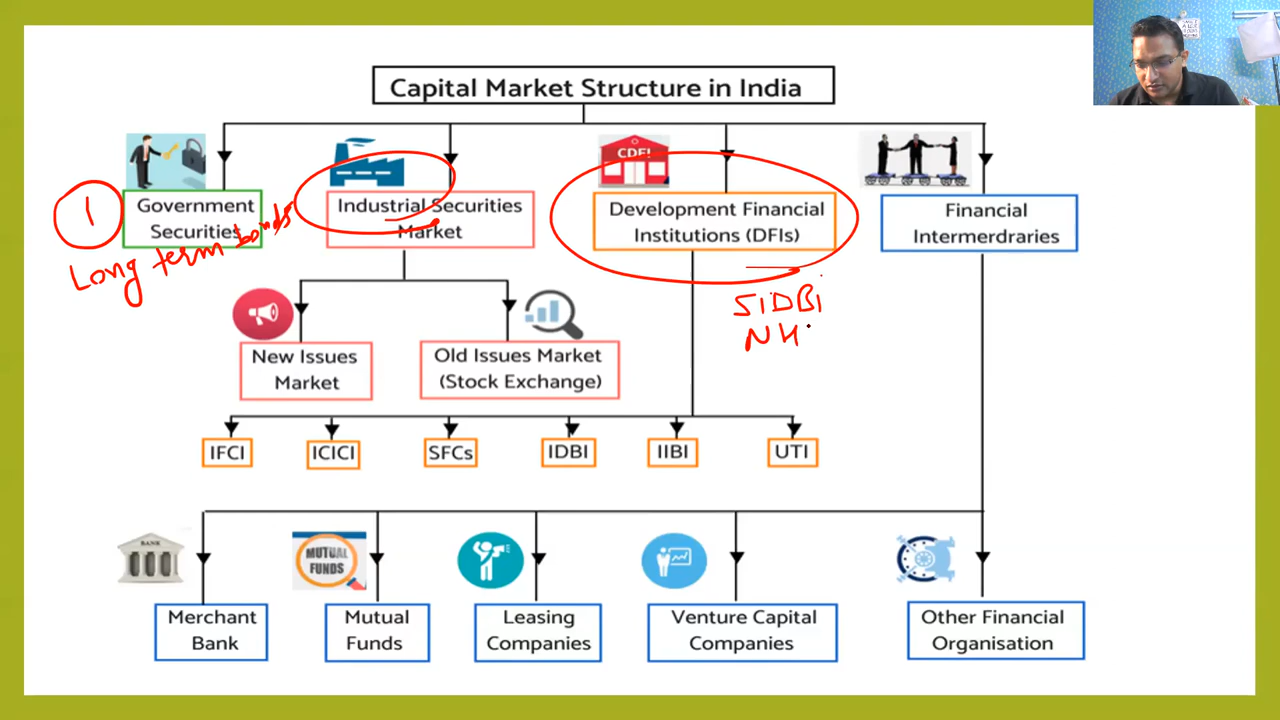 Capital Market Structure in India
CDFI
1
Government
Securities
Long term bonds
Industrial Securities
Market
Development Financial
Institutions (DFIs)
Financial
Intermerdraries
SIDBI
NH
New Issues
Market
Old Issues Market
(Stock Exchange)
IFCI
ICICI
SFCs
IDBI
IIBI
UTI
BANK
MUTUAL
FUNDS
Merchant
Bank
Mutual
Funds
Leasing
Companies
Venture Capital
Companies
Other Financial
Organisation